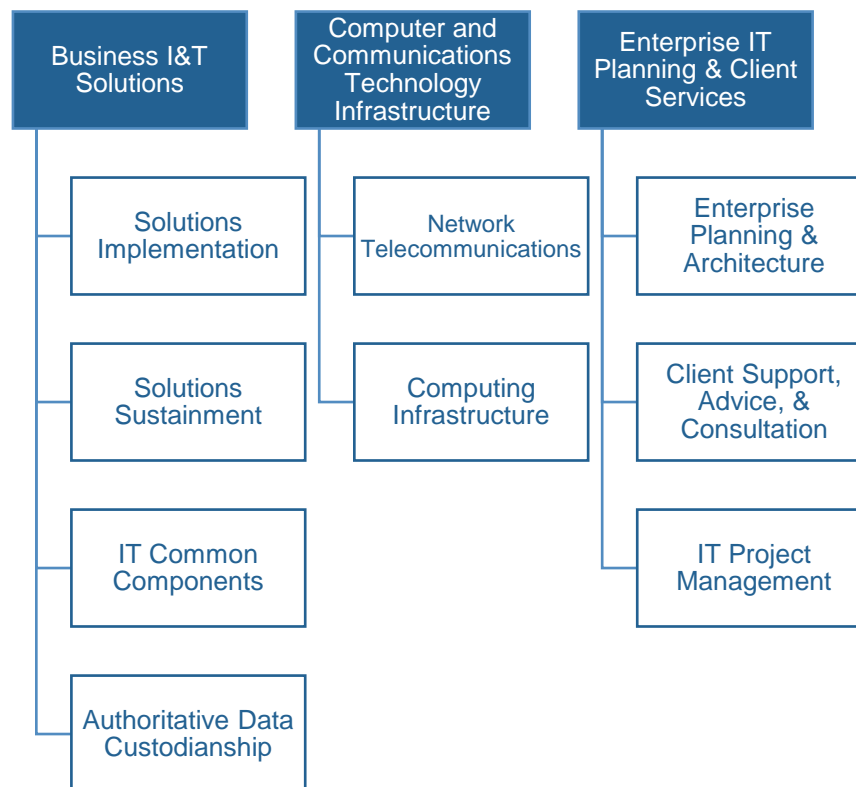 Business I&T
Solutions
Solutions
Implementation
Solutions
Sustainment
IT Common
Components
Authoritative Data
Custodianship
Computer and
Communications
Technology
Infrastructure
Network
Telecommunications
Computing
Infrastructure
Enterprise IT
Planning & Client
Services
Enterprise
Planning &
Architecture
Client Support,
Advice, &
Consultation
IT Project
Management